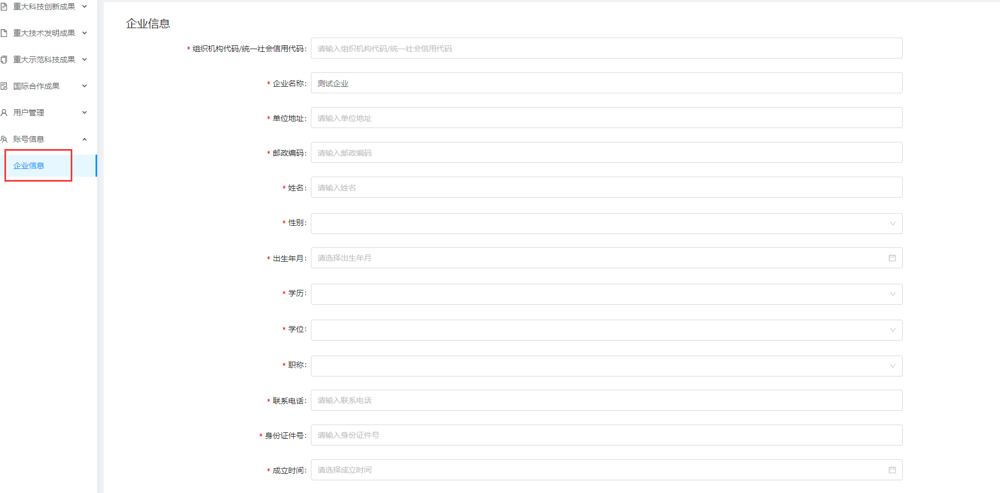 重大科技创新成果
重大技术发明成果
重大示范科技成果
国际合作成果
用户管理
账号信息
企业信息
企业信息
* 组织机构代码/统一社会信用代码: 请输入组织机构代码/统一社会信用代码
* 企业名称: 测试企业
* 单位地址: 请输入单位地址
* 邮政编码: 请输入邮政编码
* 姓名: 请输入姓名
* 性别:
* 出生年月: 请选择出生年月
* 学历:
* 学位:
* 职称:
* 联系电话: 请输入联系电话
* 身份证件号: 请输入身份证件号
* 成立时间: 请选择成立时间